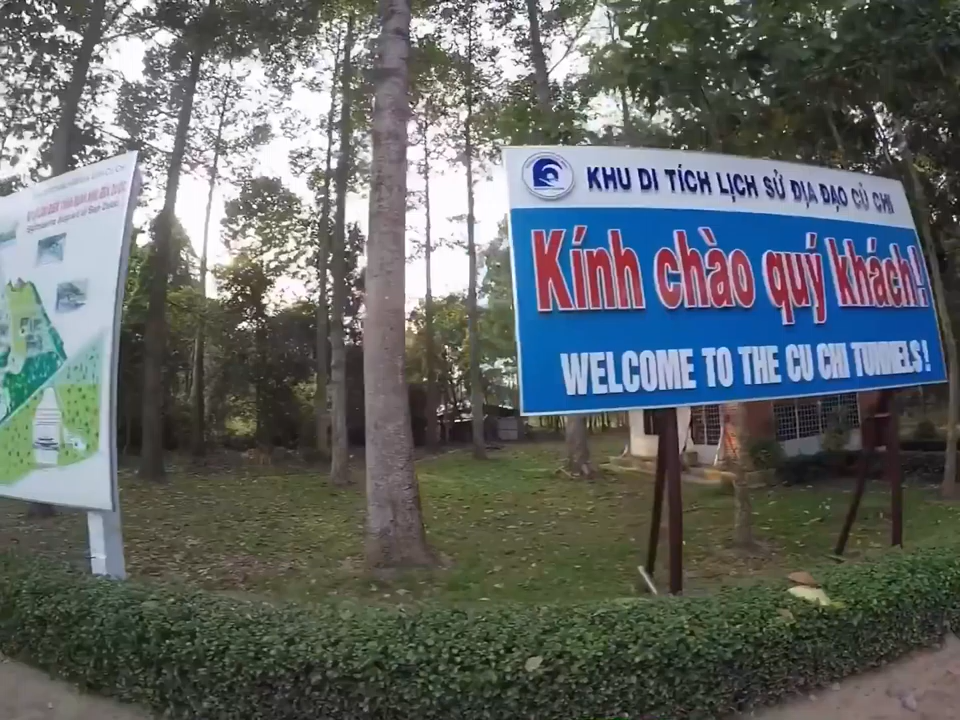 KHU DI TÍCH LỊCH SỬ ĐỊA ĐẠO CỦ CHI
Kính chào quý khách!
WELCOME TO THE CU CHI TUNNELS!